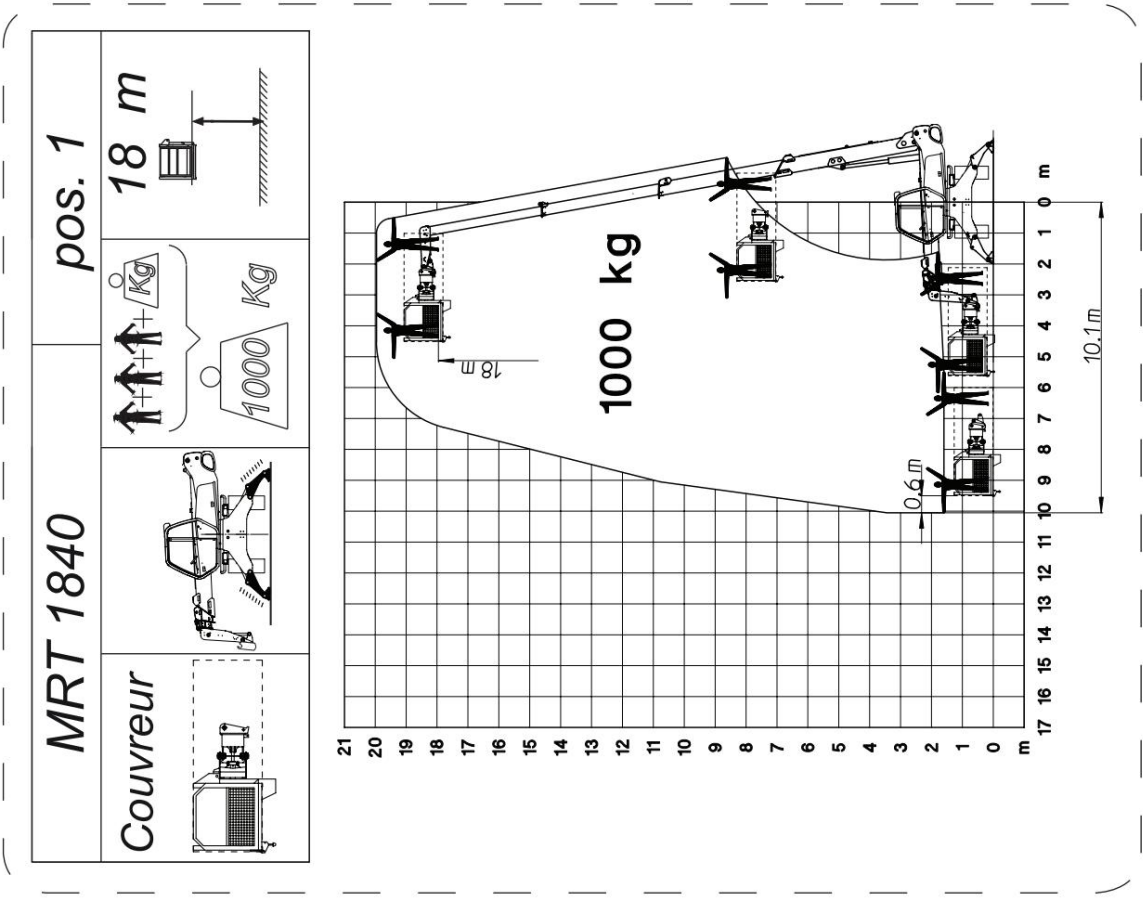 MRT 1840 pos. 1
Couvreur
+ + + Kg
1000 Kg
18 m
21
20
19
18
17
16
15
14
13
12
11
10
9
8
7
6
5
4
3
2
1
0
m
18 m
1000 kg
0 6 m
17 16 15 14 13 12 11 10 9 8 7 6 5 4 3 2 1 0 m
10.1 m